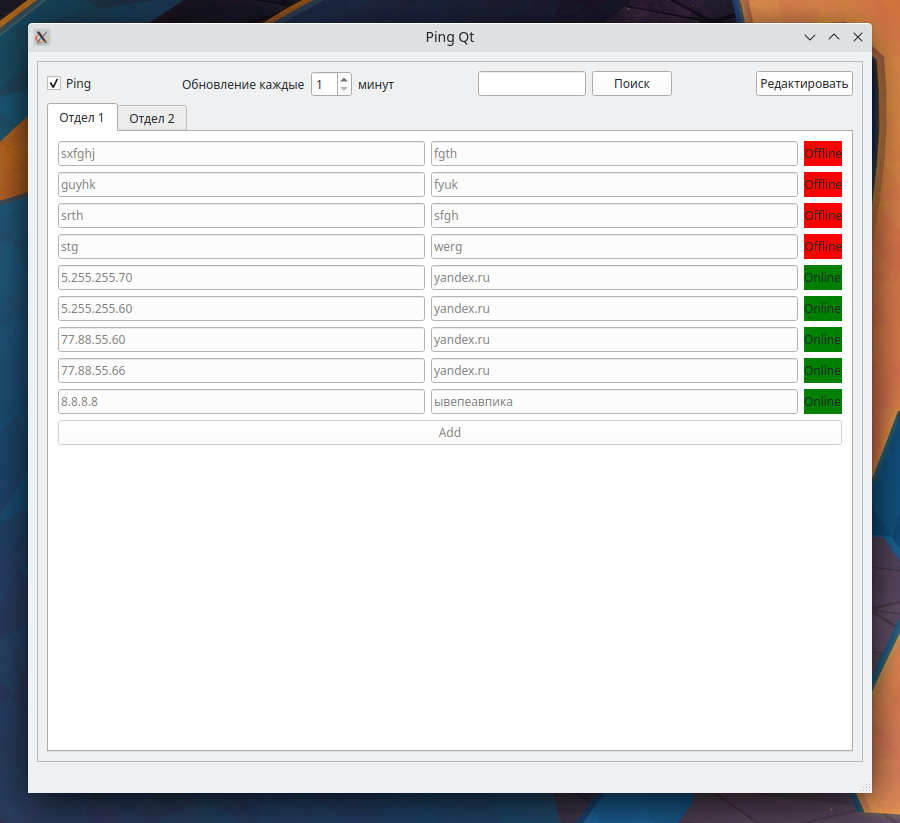 Ping Qt
Ping Обновление каждые 1 минут Поиск Редактировать
Отдел 1 Отдел 2
sxfghj fgth Offline
guyhk fyuk Offline
srth sfgh Offline
stg werg Offline
5.255.255.70 yandex.ru Online
5.255.255.60 yandex.ru Online
77.88.55.60 yandex.ru Online
77.88.55.66 yandex.ru Online
8.8.8.8 ывепеавпика Online
Add